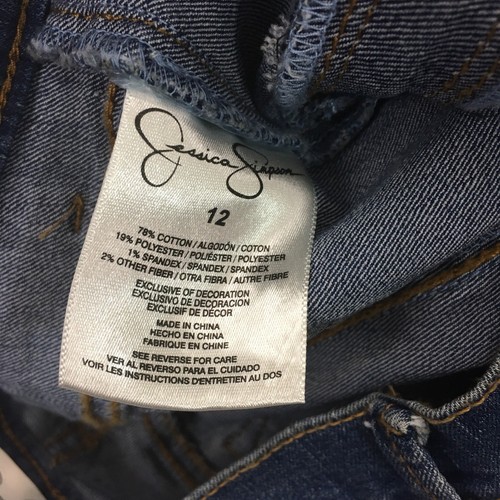 Jessica Simpson
12
78% COTTON / ALGODÓN / COTON
19% POLYESTER / POLIÉSTER / POLYESTER
1% SPANDEX / SPANDEX / SPANDEX
2% OTHER FIBER / OTRA FIBRA / AUTRE FIBRE
EXCLUSIVE OF DECORATION
EXCLUSIVO DE DECORACION
EXCLUSIF DE DÉCOR
MADE IN CHINA
HECHO EN CHINA
FABRIQUE EN CHINE
SEE REVERSE FOR CARE
VER AL REVERSO PARA EL CUIDADO
VOIR LES INSTRUCTIONS D'ENTRETIEN AU DOS